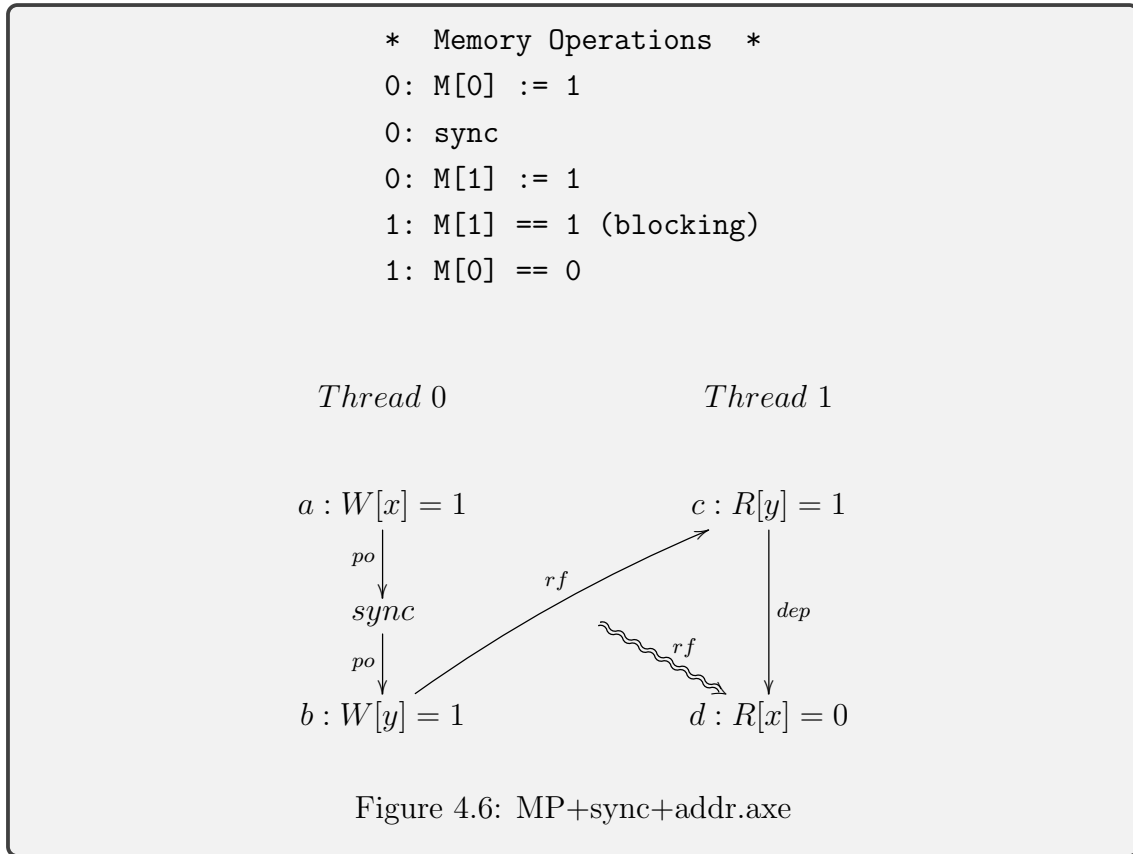 * Memory Operations *
0: M[0] := 1
0: sync
0: M[1] := 1
1: M[1] == 1 (blocking)
1: M[0] == 0
Thread 0 Thread 1
a : W[x] = 1 c : R[y] = 1
po
rf
sync dep
rf
po
b : W[y] = 1 d : R[x] = 0
Figure 4.6: MP+sync+addr.axe